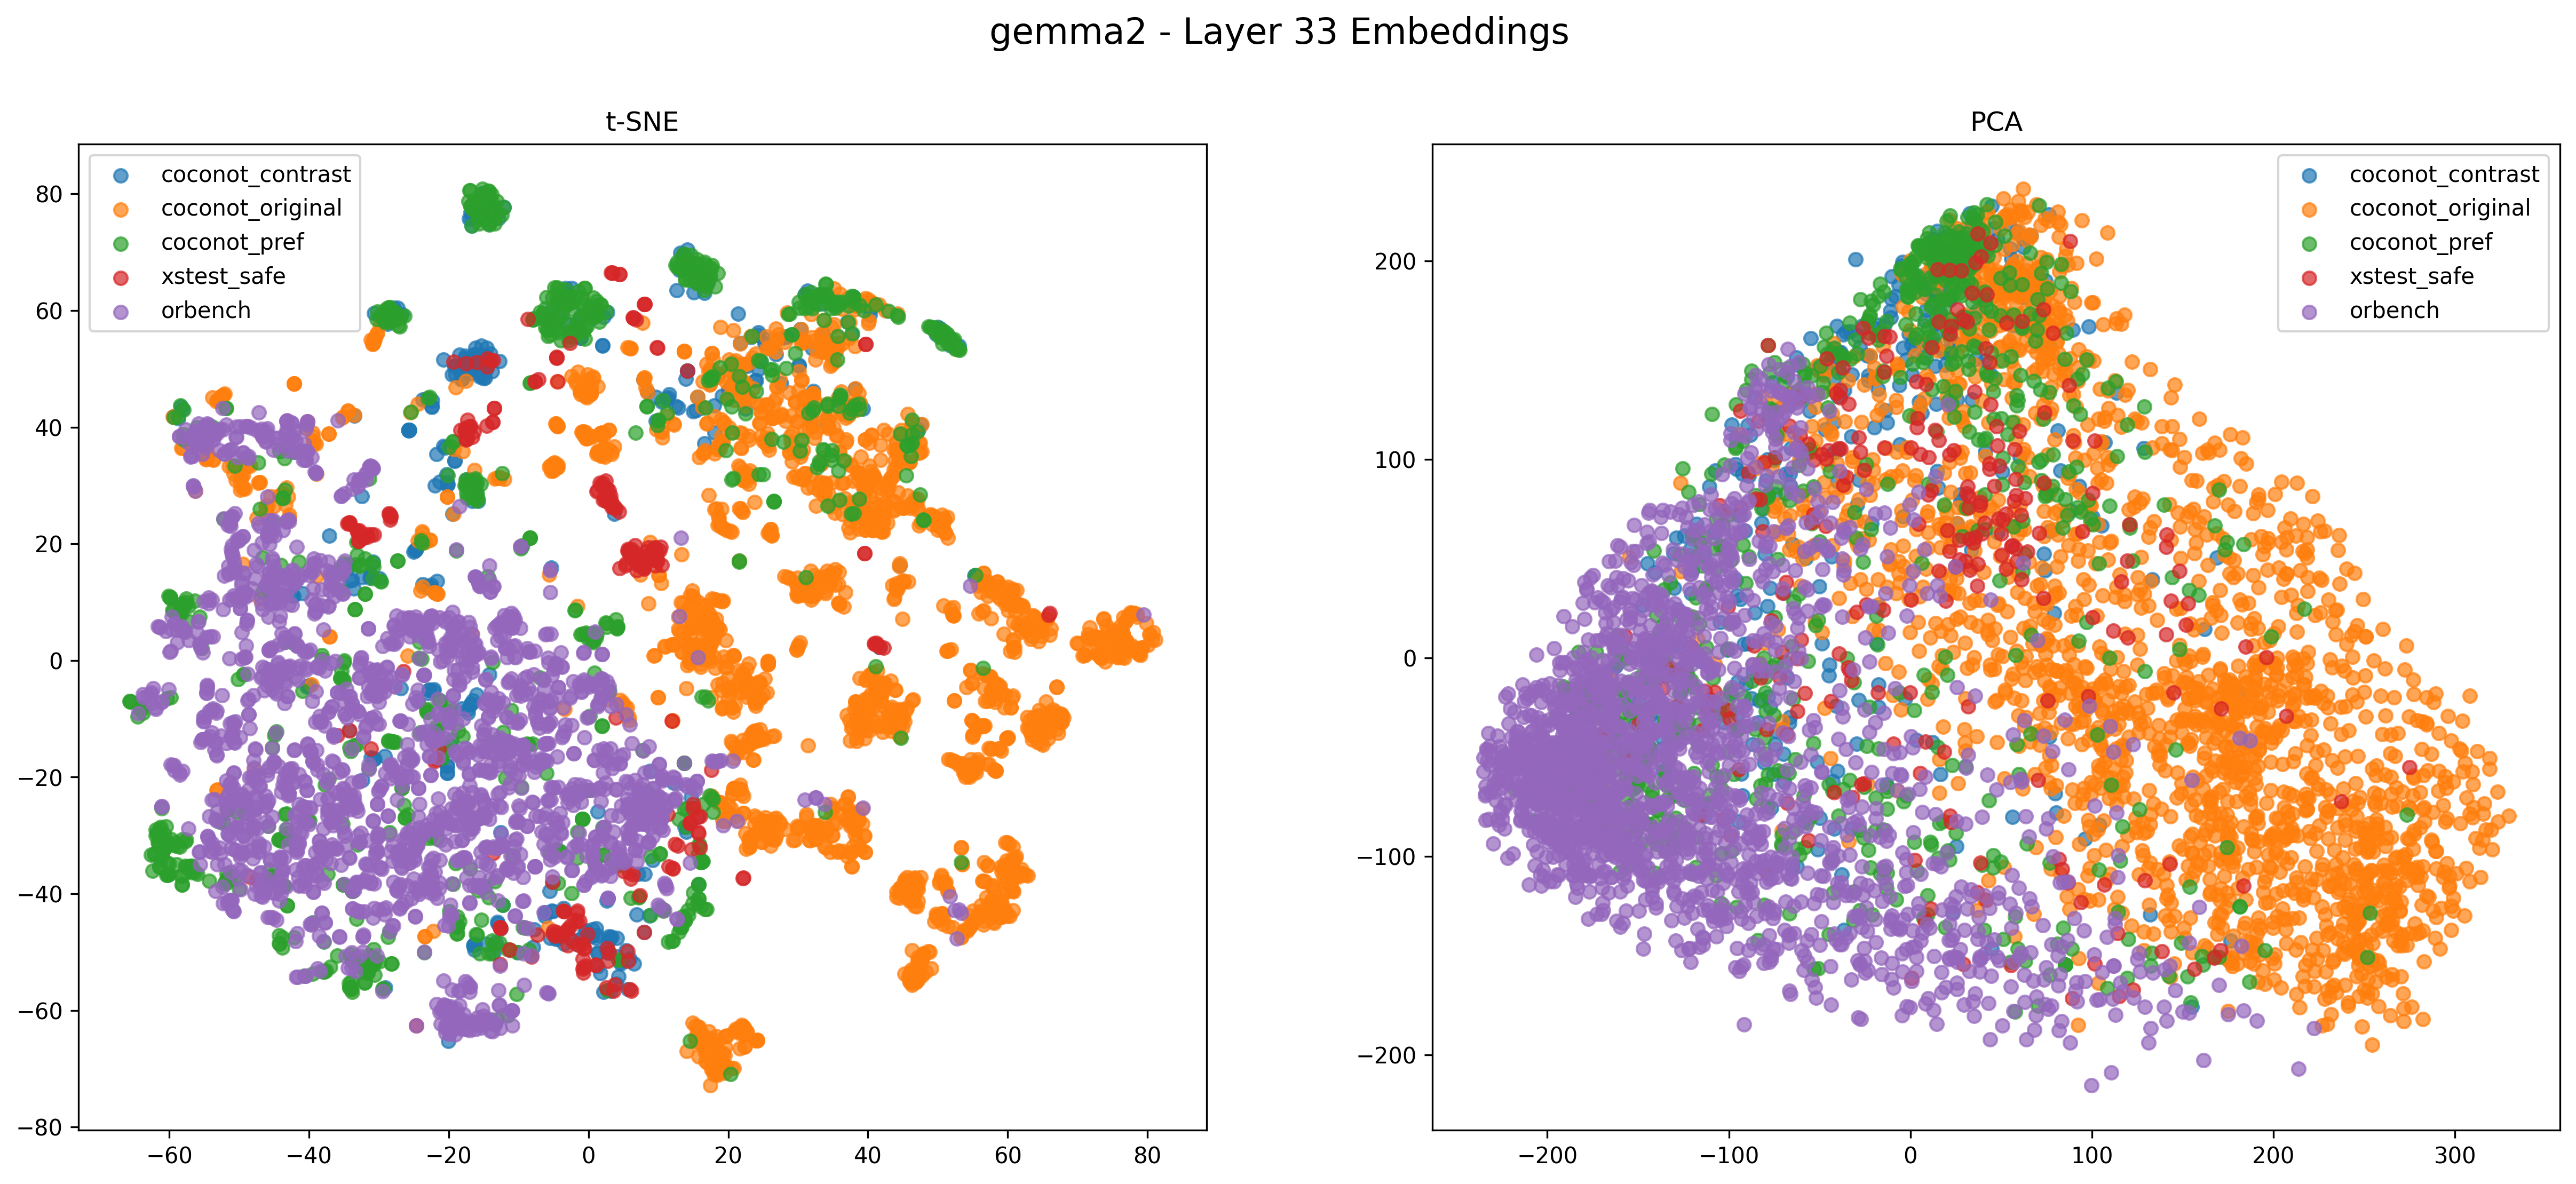 gemma2 - Layer 33 Embeddings
t-SNE
coconot_contrast
coconot_original
coconot_pref
xstest_safe
orbench
80
60
40
20
0
−20
−40
−60
−80
−60
−40
−20
0
20
40
60
80
PCA
coconot_contrast
coconot_original
coconot_pref
xstest_safe
orbench
200
100
0
−100
−200
−200
−100
0
100
200
300